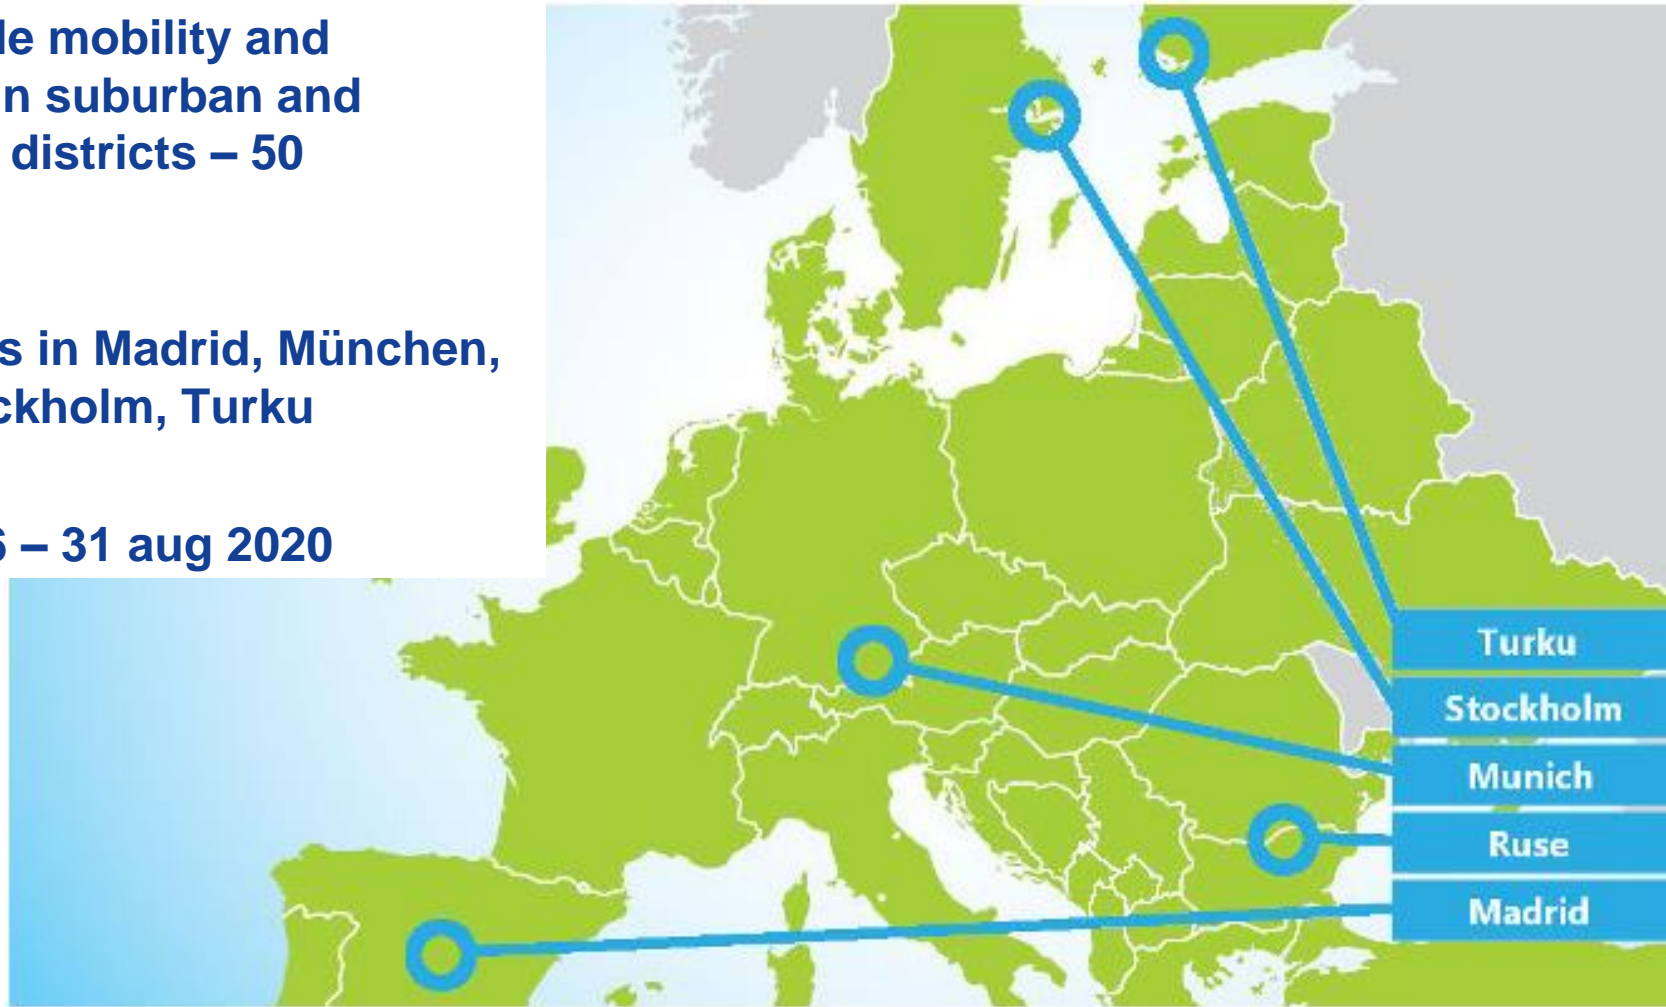 le mobility and
n suburban and
districts – 50
s in Madrid, München,
ckholm, Turku
6 – 31 aug 2020
Turku
Stockholm
Munich
Ruse
Madrid